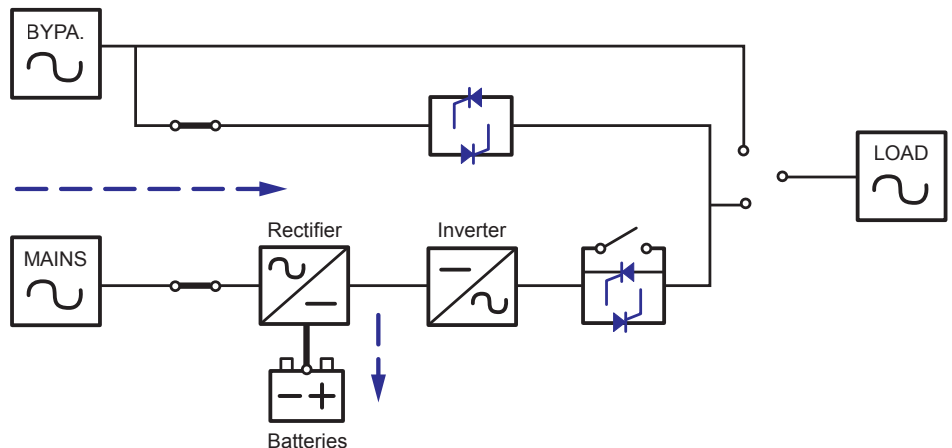 BYPA.
LOAD
Rectifier
Inverter
MAINS
Batteries